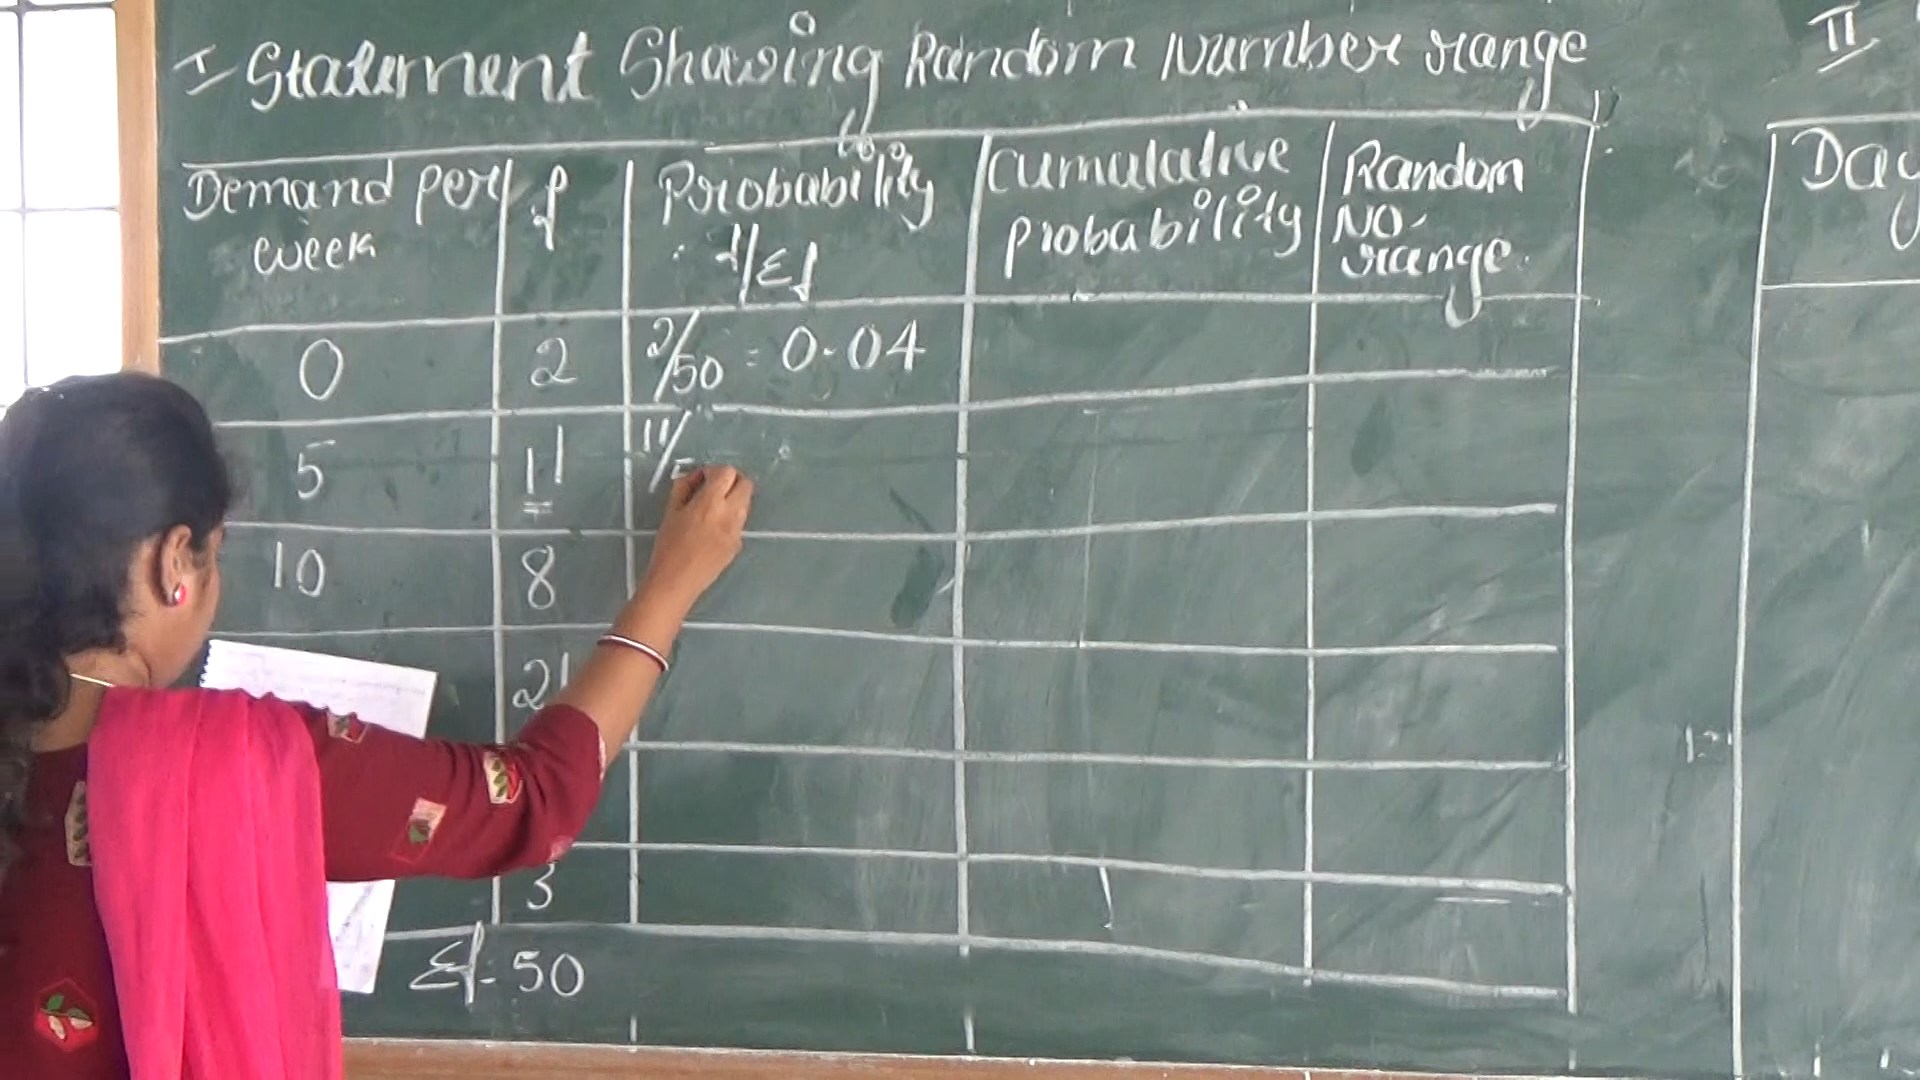 I Statement Showing Random Number range
Demand per week
f
Probability f/Σf
Cumulative probability
Random NO. range.
0 2 2/50 = 0.04
5 11 11/5
10 8
21
3
Σf = 50
II
Day